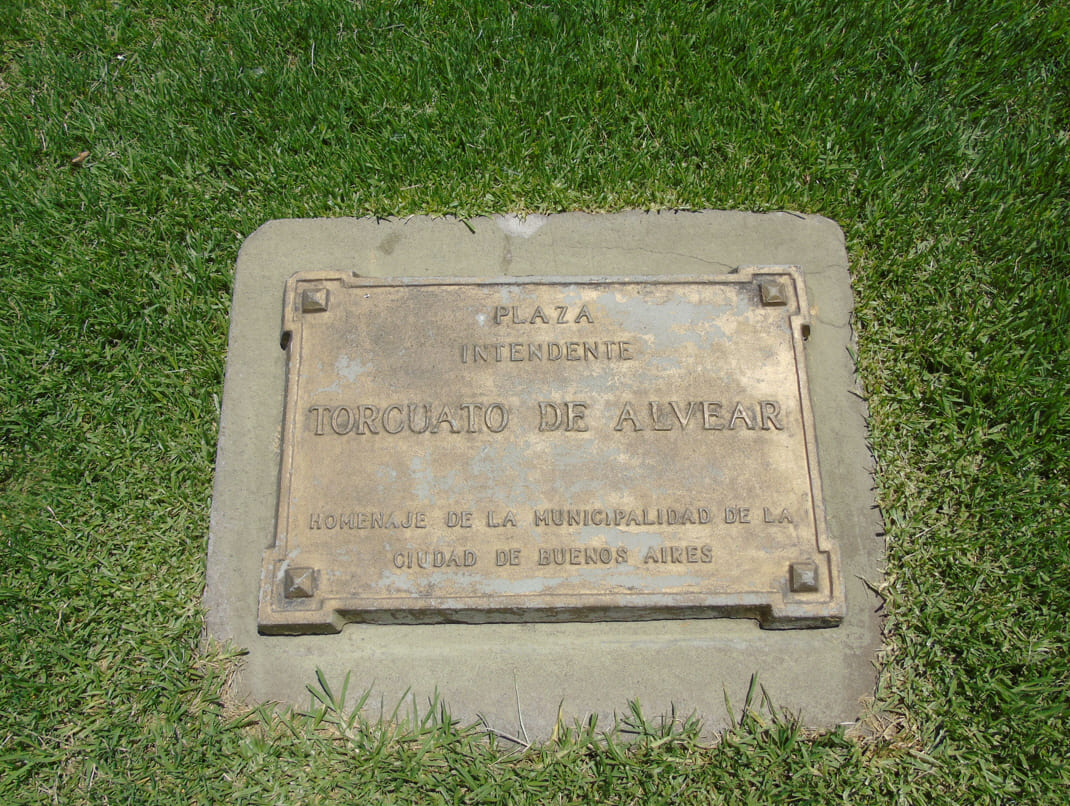 PLAZA
INTENDENTE
TORCUATO DE ALVEAR
HOMENAJE DE LA MUNICIPALIDAD DE LA
CIUDAD DE BUENOS AIRES